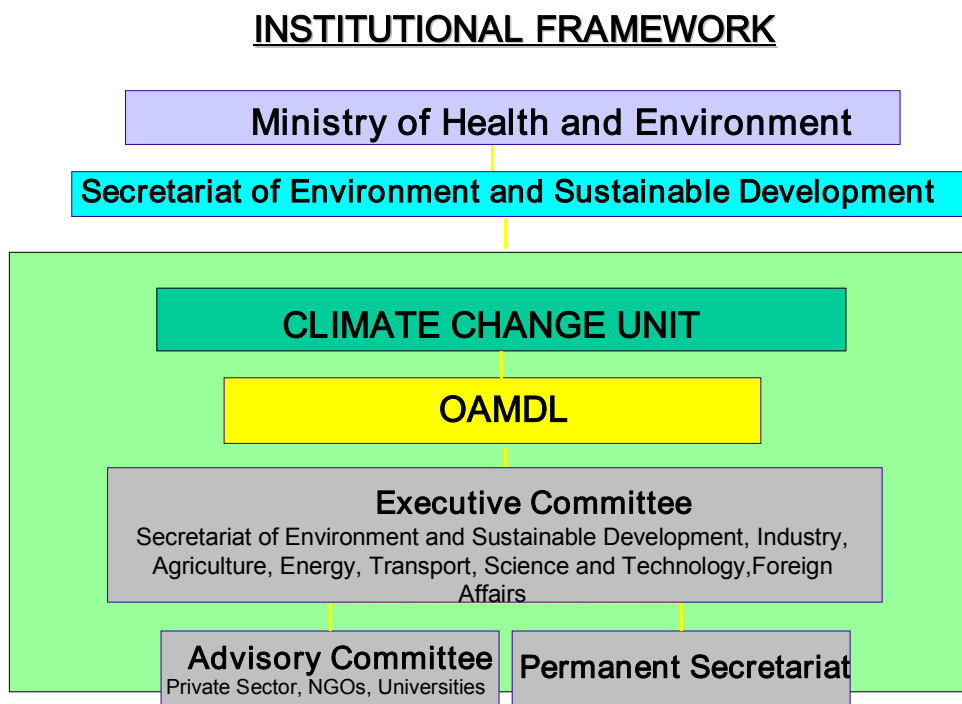 INSTITUTIONAL FRAMEWORK
Ministry of Health and Environment
Secretariat of Environment and Sustainable Development
CLIMATE CHANGE UNIT
OAMDL
Executive Committee
Secretariat of Environment and Sustainable Development, Industry,
Agriculture, Energy, Transport, Science and Technology,Foreign
Affairs
Advisory Committee
Private Sector, NGOs, Universities
Permanent Secretariat